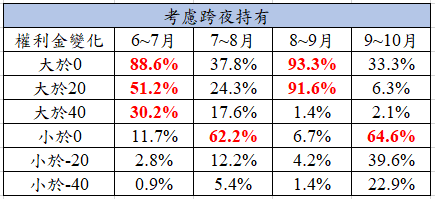 考慮跨夜持有
權利金變化 6~7月 7~8月 8~9月 9~10月
大於0 88.6% 37.8% 93.3% 33.3%
大於20 51.2% 24.3% 91.6% 6.3%
大於40 30.2% 17.6% 1.4% 2.1%
小於0 11.7% 62.2% 6.7% 64.6%
小於-20 2.8% 12.2% 4.2% 39.6%
小於-40 0.9% 5.4% 1.4% 22.9%